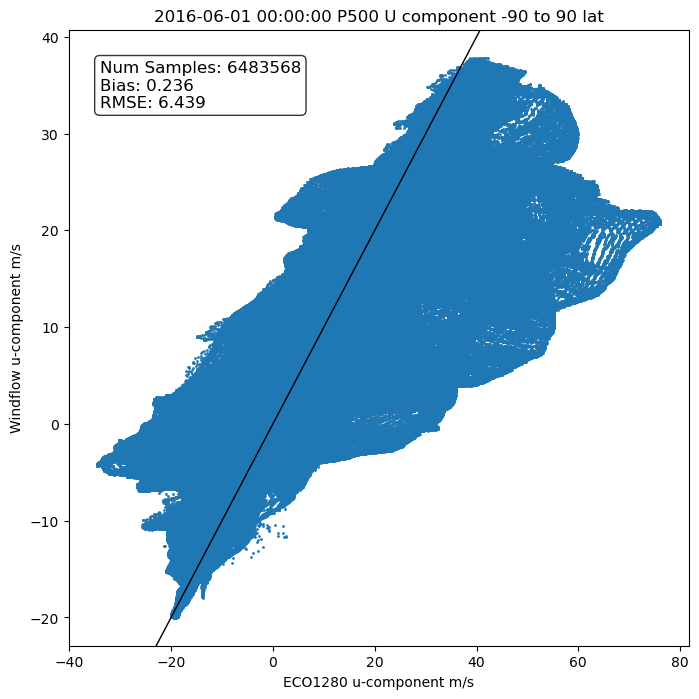 2016-06-01 00:00:00 P500 U component -90 to 90 lat
Num Samples: 6483568
Bias: 0.236
RMSE: 6.439
Windflow u-component m/s
40
30
20
10
0
−10
−20
−40
−20
0
20
40
60
80
ECO1280 u-component m/s